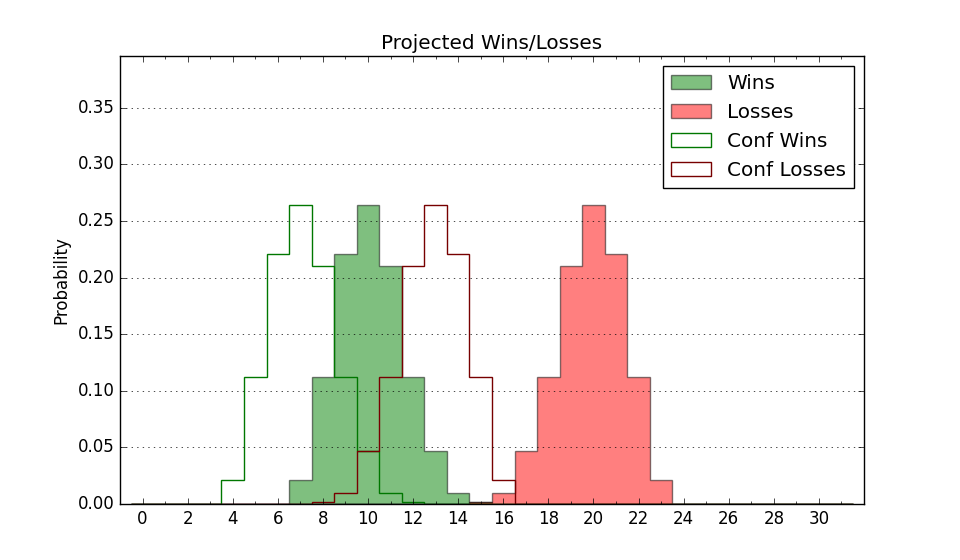 Projected Wins/Losses
Wins
Losses
Conf Wins
Conf Losses
Probability
0.35
0.30
0.25
0.20
0.15
0.10
0.05
0.00
0 2 4 6 8 10 12 14 16 18 20 22 24 26 28 30